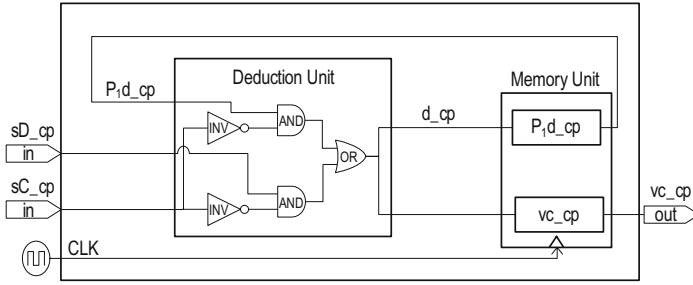 Deduction Unit
Memory Unit
P₁d_cp
d_cp
P₁d_cp
INV
AND
OR
sD_cp
in
sC_cp
in
INV
AND
vc_cp
vc_cp
out
CLK